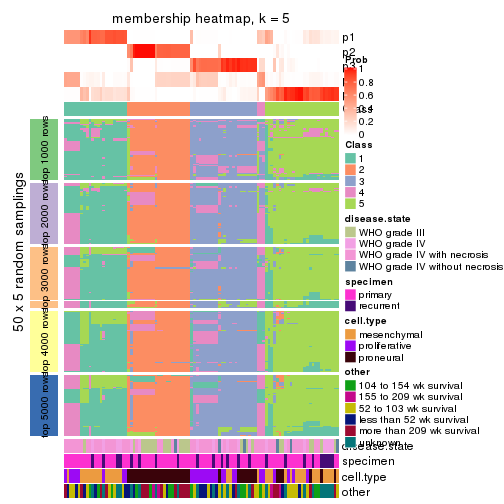 membership heatmap, k = 5
p1
p2
p3
Prob
1
0.8
0.6
0.4
0.2
0
Class
Class
1
2
3
4
5
disease.state
WHO grade III
WHO grade IV
WHO grade IV with necrosis
WHO grade IV without necrosis
specimen
primary
recurrent
cell.type
mesenchymal
proliferative
proneural
other
104 to 154 wk survival
155 to 209 wk survival
52 to 103 wk survival
less than 52 wk survival
more than 209 wk survival
unknown
50 x 5 random samplings
top 1000 rows
top 2000 rows
top 3000 rows
top 4000 rows
top 5000 rows
disease.state
specimen
cell.type
other